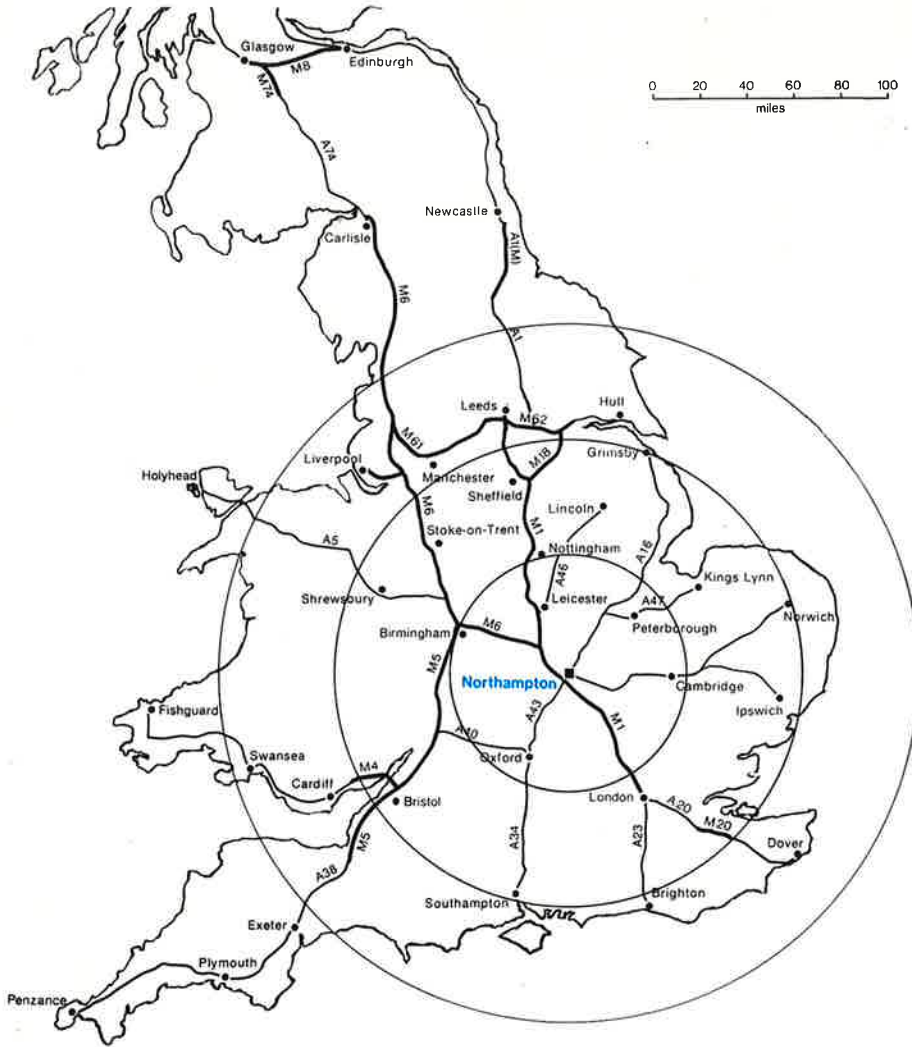 Glasgow
M8
Edinburgh
M74
0 20 40 60 80 100
miles
A74
Newcastle
Carlisle
A1(M)
M6
A1
Leeds
Hull
M62
M61
Liverpool
M18
Grimsby
Holyhead
Manchester
Sheffield
M6
Lincoln
M1
Stoke-on-Trent
A5
Nottingham
A16
A46
Kings Lynn
Shrewsbury
Leicester
A47
Norwich
Peterborough
Birmingham
M6
M5
Northampton
Cambridge
Ipswich
Fishguard
A43
M1
A40
Oxford
Swansea
M4
Cardiff
Bristol
London
A20
M20
M5
A34
A23
Dover
A38
Southampton
Brighton
Exeter
Plymouth
Penzance